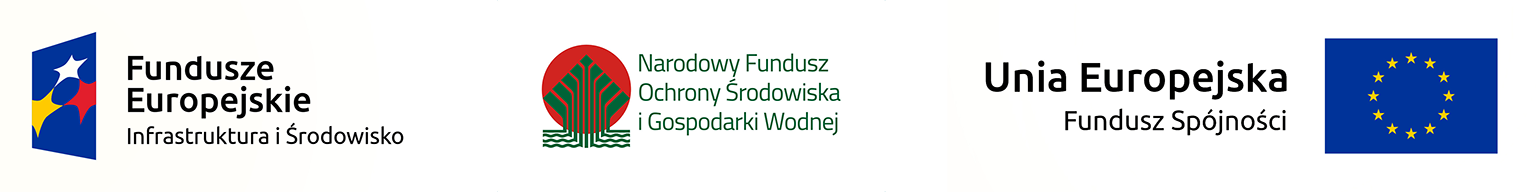 Fundusze
Europejskie
Infrastruktura i Środowisko
Narodowy Fundusz
Ochrony Środowiska
i Gospodarki Wodnej
Unia Europejska
Fundusz Spójności